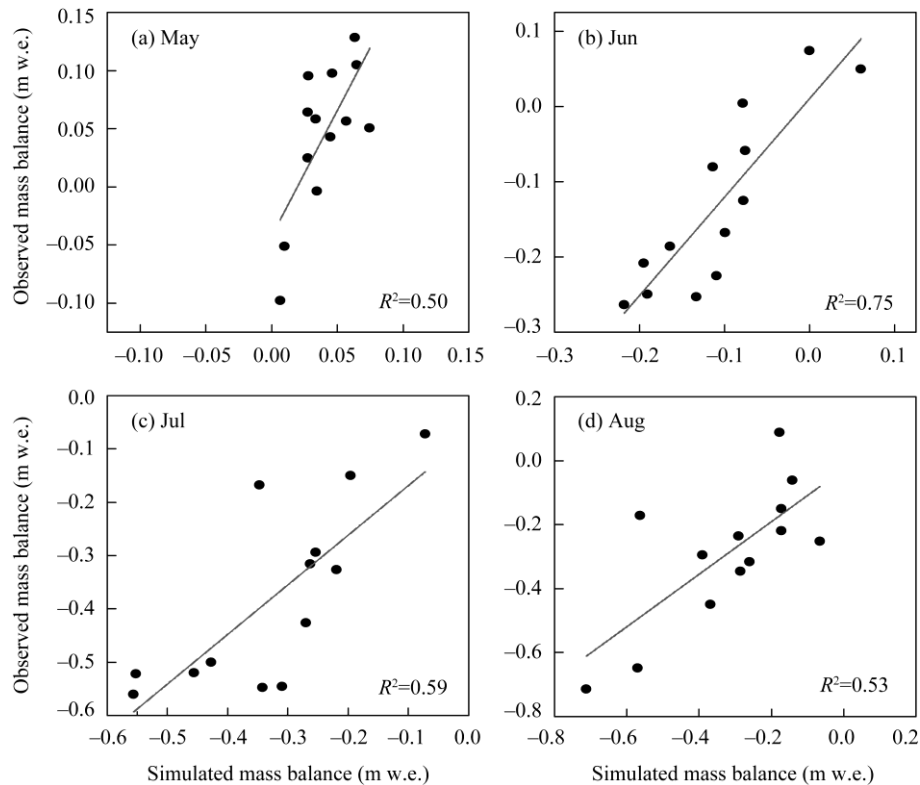 (a) May
Observed mass balance (m w.e.)
0.15
0.10
0.05
0.00
–0.05
–0.10
R²=0.50
–0.10 –0.05 0.00 0.05 0.10 0.15
(b) Jun
0.1
0.0
–0.1
–0.2
–0.3
R²=0.75
–0.3 –0.2 –0.1 0.0 0.1
(c) Jul
Observed mass balance (m w.e.)
0.0
–0.1
–0.2
–0.3
–0.4
–0.5
–0.6
R²=0.59
–0.6 –0.5 –0.4 –0.3 –0.2 –0.1 0.0
Simulated mass balance (m w.e.)
(d) Aug
0.2
0.0
–0.2
–0.4
–0.6
–0.8
R²=0.53
–0.8 –0.6 –0.4 –0.2 0.0 0.2
Simulated mass balance (m w.e.)